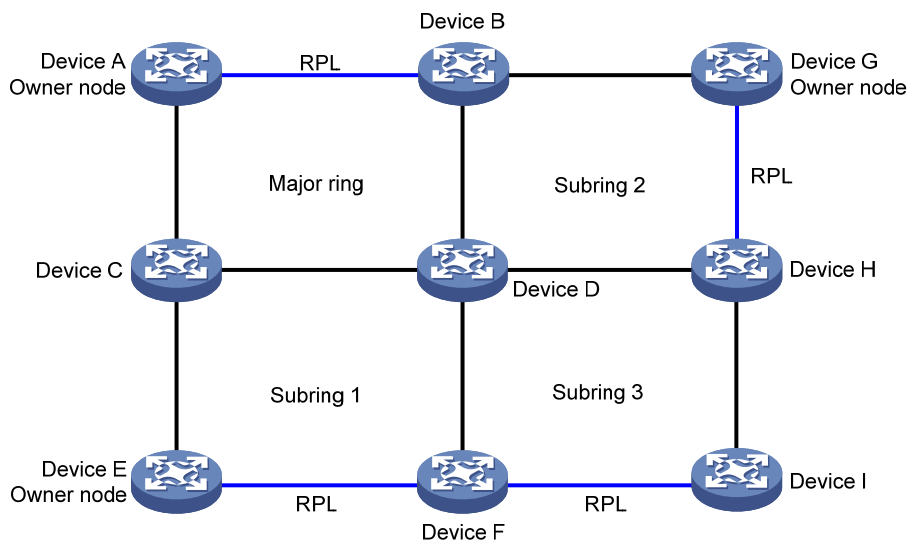 Device A
Owner node
RPL
Device B
Device G
Owner node
Major ring
Subring 2
RPL
Device C
Device D
Device H
Subring 1
Subring 3
Device E
Owner node
RPL
Device F
RPL
Device I